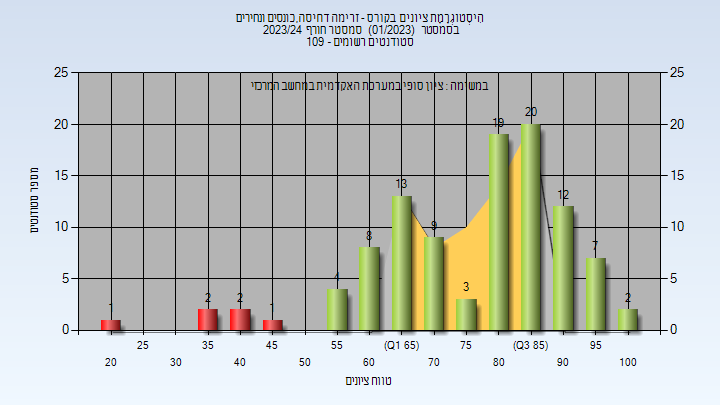 היסטוגרמת ציונים בקורס - זרימה דחיסה,כונסים ונחירים
בסמסטר (01/2023) סמסטר חורף 2023/24
סטודנטים רשומים - 109
במשימה : ציון סופי במערכת האקדמית במחשב המרכזי
מספר סטודנטים
25 25
20 20
15 15
10 10
5 5
0 0
1 2 2 1 4 8 13 9 3 19 20 12 7 2
25 35 45 55 (Q1 65) 75 (Q3 85) 95
20 30 40 50 60 70 80 90 100
טווח ציונים